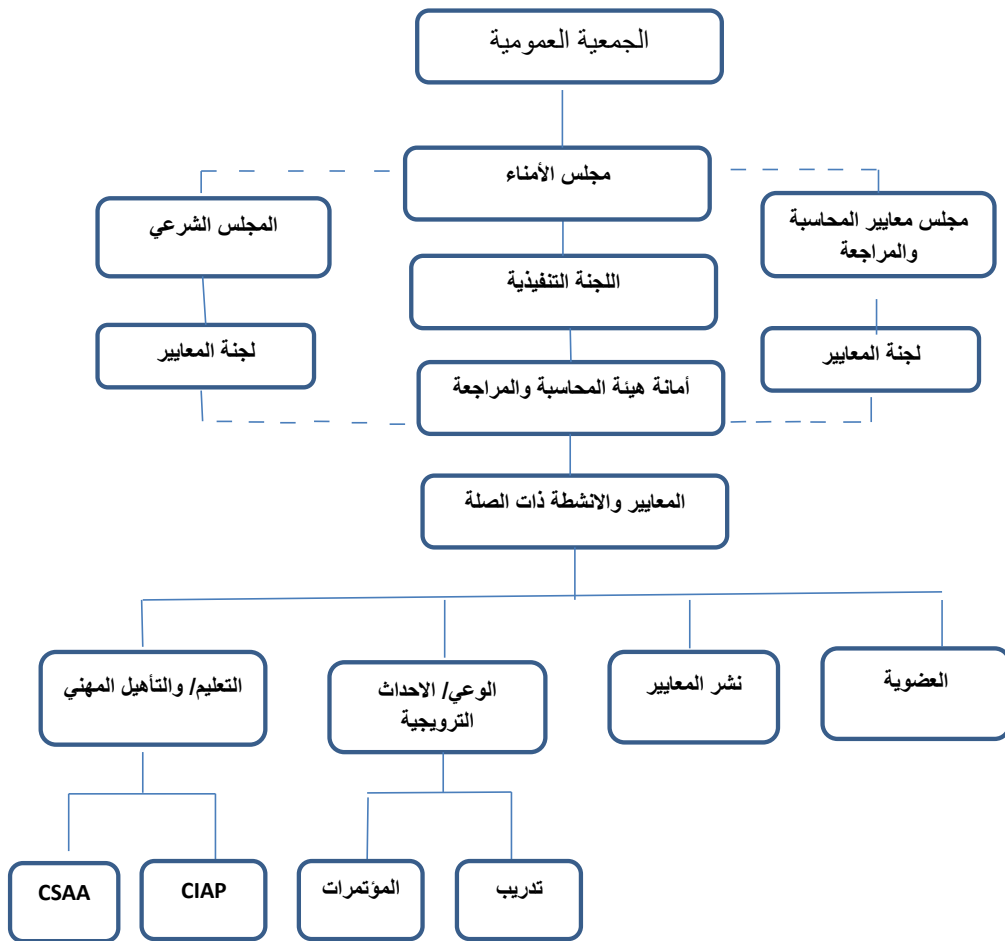 الجمعية العمومية
مجلس الأمناء
مجلس معايير المحاسبة
والمراجعة
المجلس الشرعي
اللجنة التنفيذية
لجنة المعايير
لجنة المعايير
أمانة هيئة المحاسبة والمراجعة
المعايير والانشطة ذات الصلة
العضوية
نشر المعايير
الوعي/ الاحداث
الترويجية
التعليم/ والتأهيل المهني
تدريب
المؤتمرات
CIAP
CSAA